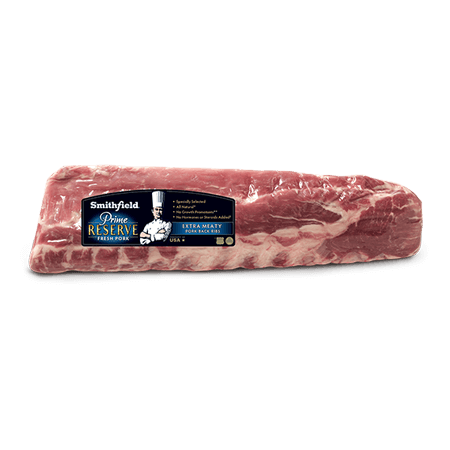 Smithfield
Prime
RESERVE
FRESH PORK
• Specially Selected
• All Natural*
• No Growth Promotants**
• No Hormones or Steroids Added†
EXTRA MEATY
PORK BACK RIBS
USA